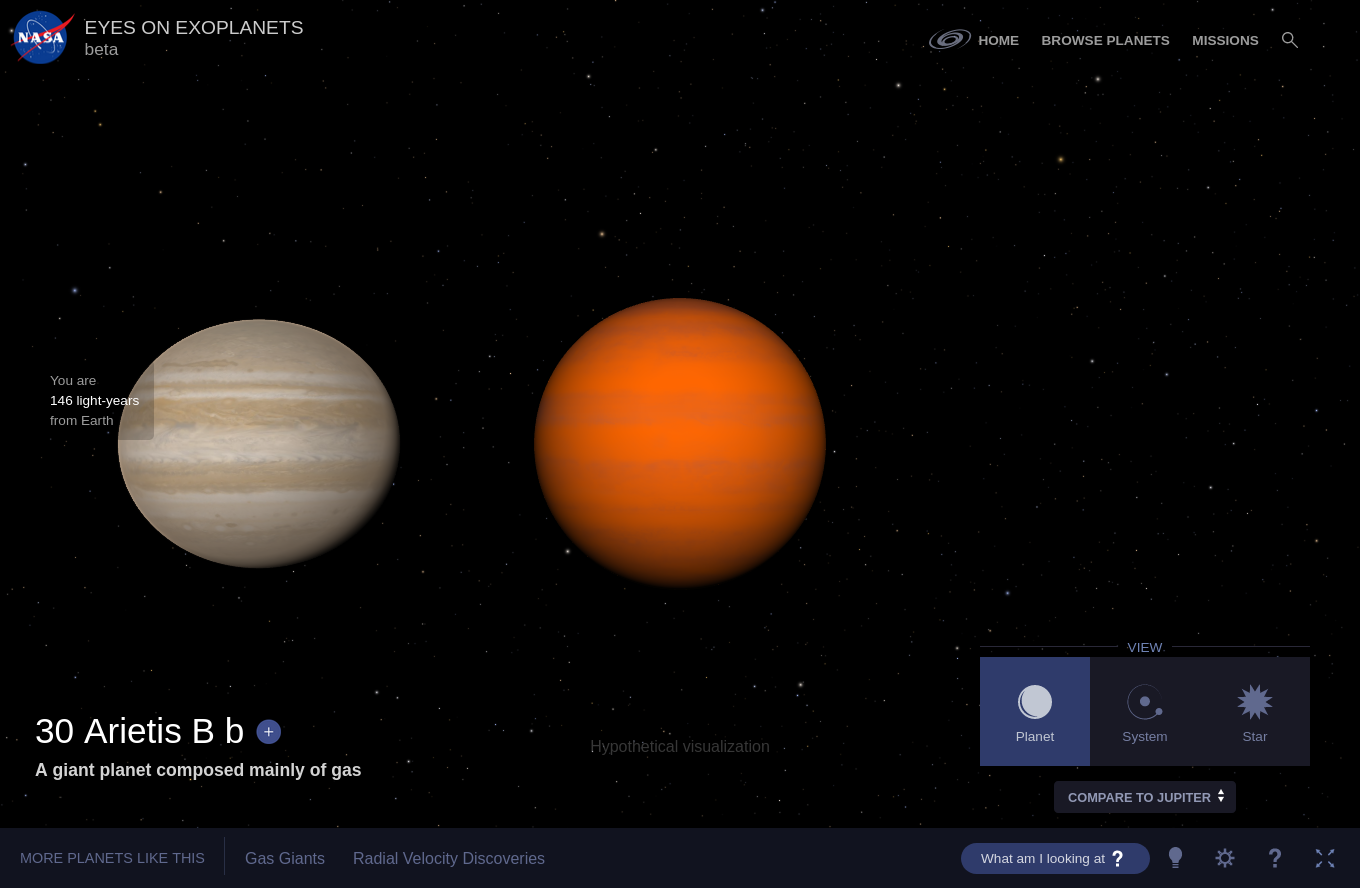 NASA
EYES ON EXOPLANETS
beta
HOME
BROWSE PLANETS
MISSIONS
You are
146 light-years
from Earth
30 Arietis B b +
A giant planet composed mainly of gas
Hypothetical visualization
VIEW
Planet
System
Star
COMPARE TO JUPITER
MORE PLANETS LIKE THIS
Gas Giants
Radial Velocity Discoveries
What am I looking at ?
?